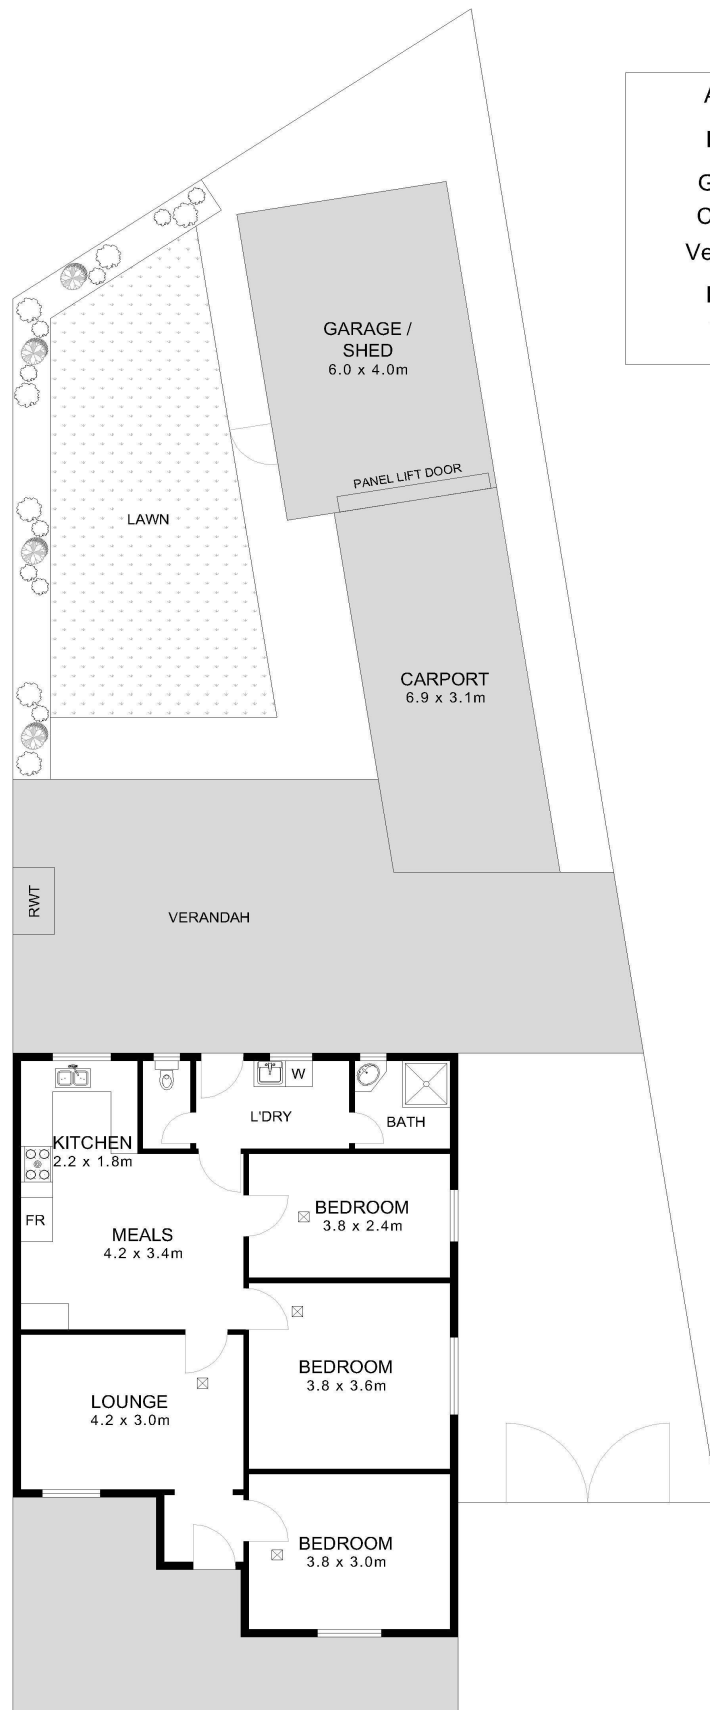 GARAGE /
SHED
6.0 x 4.0m
PANEL LIFT DOOR
LAWN
CARPORT
6.9 x 3.1m
RWT
VERANDAH
W
L'DRY
BATH
KITCHEN
2.2 x 1.8m
FR
MEALS
4.2 x 3.4m
BEDROOM
3.8 x 2.4m
BEDROOM
3.8 x 3.6m
LOUNGE
4.2 x 3.0m
BEDROOM
3.8 x 3.0m